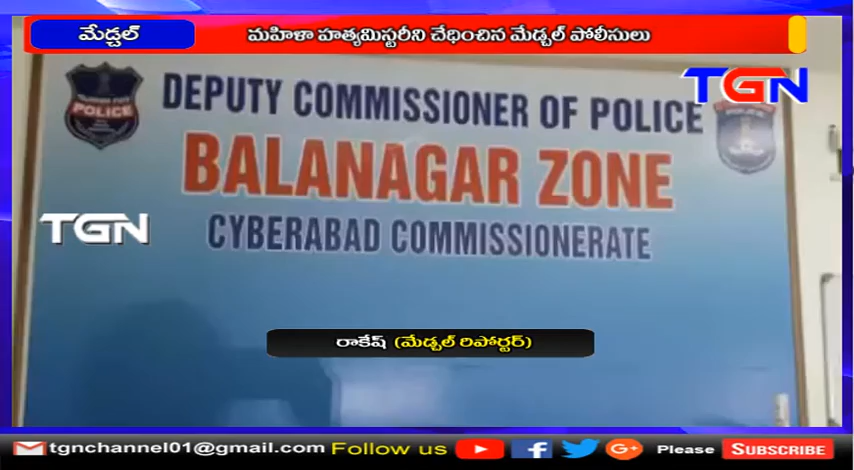 మేడ్చల్
మహిళా హత్యమిస్టరీని చేధించిన మేడ్చల్ పోలీసులు
TGN
POLICE
DEPUTY COMMISSIONER OF POLICE
BALANAGAR ZONE
CYBERABAD COMMISSIONERATE
TGN
రాకేష్ (మేడ్చల్ రిపోర్టర్)
tgnchannel01@gmail.com Follow us f G+ Please SUBSCRIBE